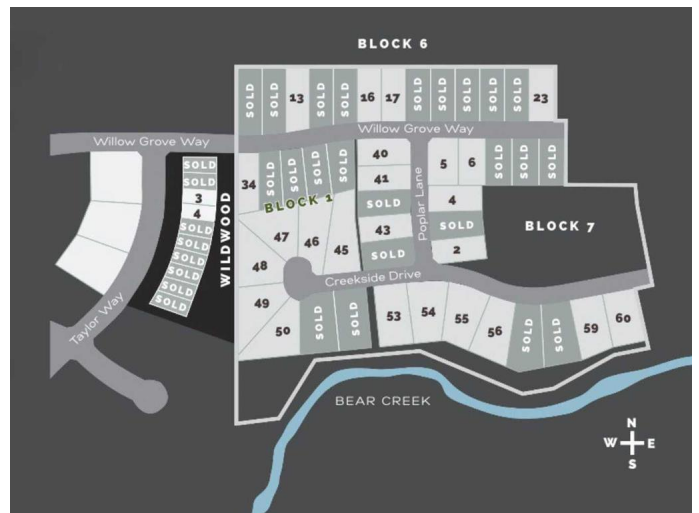 BLOCK 6
SOLD SOLD 13 SOLD SOLD 16 17 SOLD SOLD SOLD SOLD SOLD 23
Willow Grove Way
Willow Grove Way
SOLD
SOLD
3
4
SOLD
SOLD
SOLD
SOLD
SOLD
WILDWOOD
34 SOLD SOLD SOLD SOLD
BLOCK 1
40
41
SOLD
43
SOLD
Poplar Lane
5 6 SOLD SOLD SOLD
4
SOLD
2
BLOCK 7
47 46 45
48
49
50 SOLD SOLD
Creekside Drive
53 54 55 56 SOLD SOLD 59 60
Taylor Way
BEAR CREEK
N
W E
S